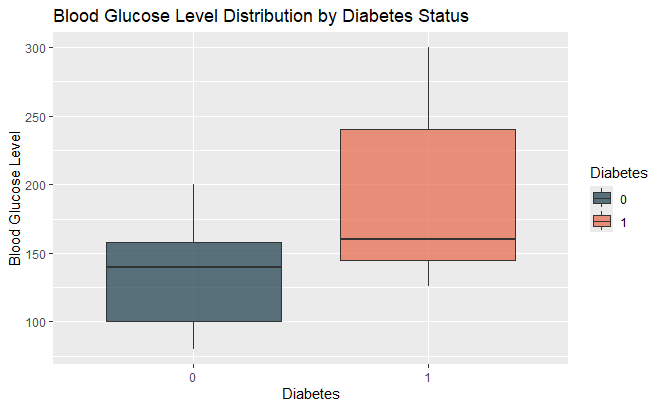 Blood Glucose Level Distribution by Diabetes Status
Blood Glucose Level
300
250
200
150
100
0
1
Diabetes
Diabetes
0
1